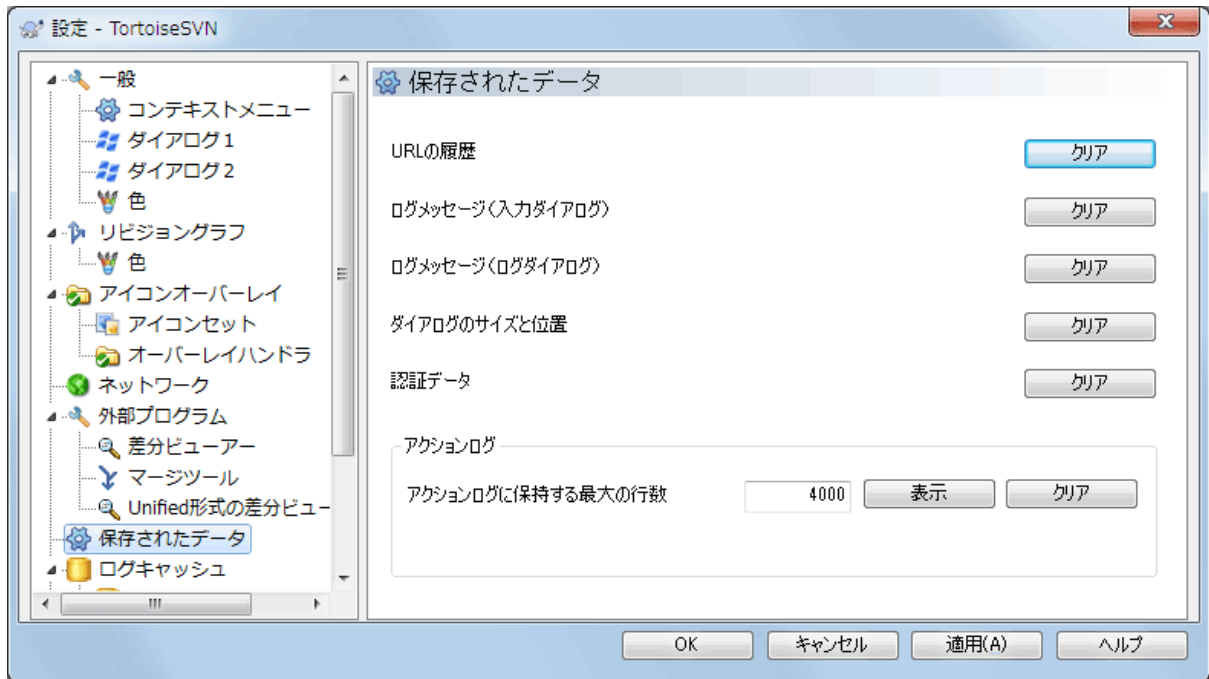 設定 - TortoiseSVN
一般
コンテキストメニュー
ダイアログ1
ダイアログ2
色
リビジョングラフ
色
アイコンオーバーレイ
アイコンセット
オーバーレイハンドラ
ネットワーク
外部プログラム
差分ビューアー
マージツール
Unified形式の差分ビュー
保存されたデータ
ログキャッシュ
保存されたデータ
URLの履歴 クリア
ログメッセージ(入力ダイアログ) クリア
ログメッセージ(ログダイアログ) クリア
ダイアログのサイズと位置 クリア
認証データ クリア
アクションログ
アクションログに保持する最大の行数 4000 表示 クリア
OK キャンセル 適用(A) ヘルプ